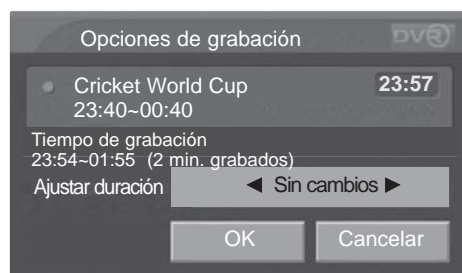 Opciones de grabación
DVR
Cricket World Cup
23:57
23:40~00:40
Tiempo de grabación
23:54~01:55 (2 min. grabados)
Ajustar duración
◄ Sin cambios ►
OK
Cancelar